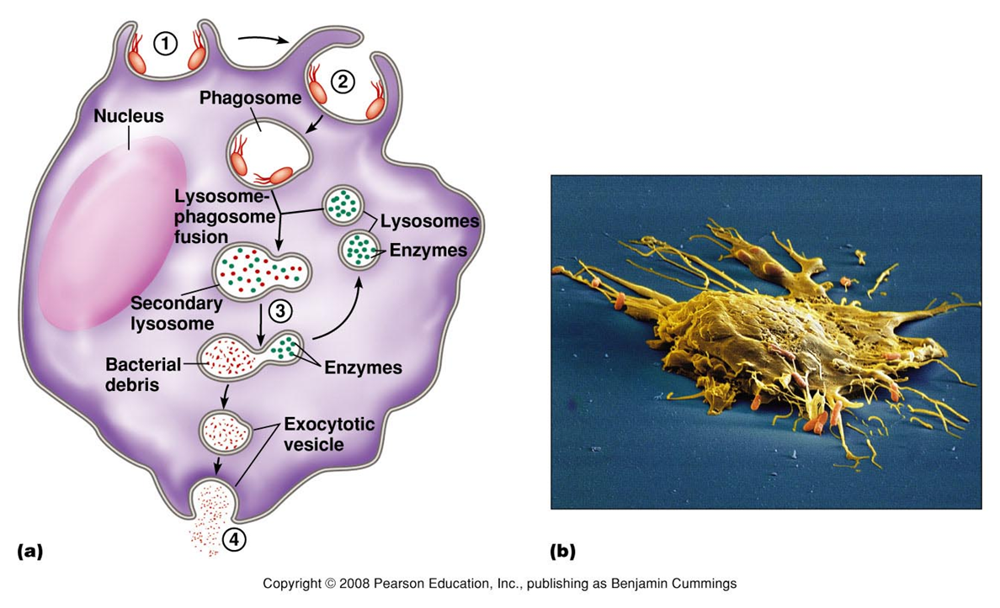 1
2
Phagosome
Nucleus
Lysosome-
phagosome
fusion
Lysosomes
Enzymes
Secondary
lysosome
3
Bacterial
debris
Enzymes
Exocytotic
vesicle
4
(a)
(b)
Copyright © 2008 Pearson Education, Inc., publishing as Benjamin Cummings